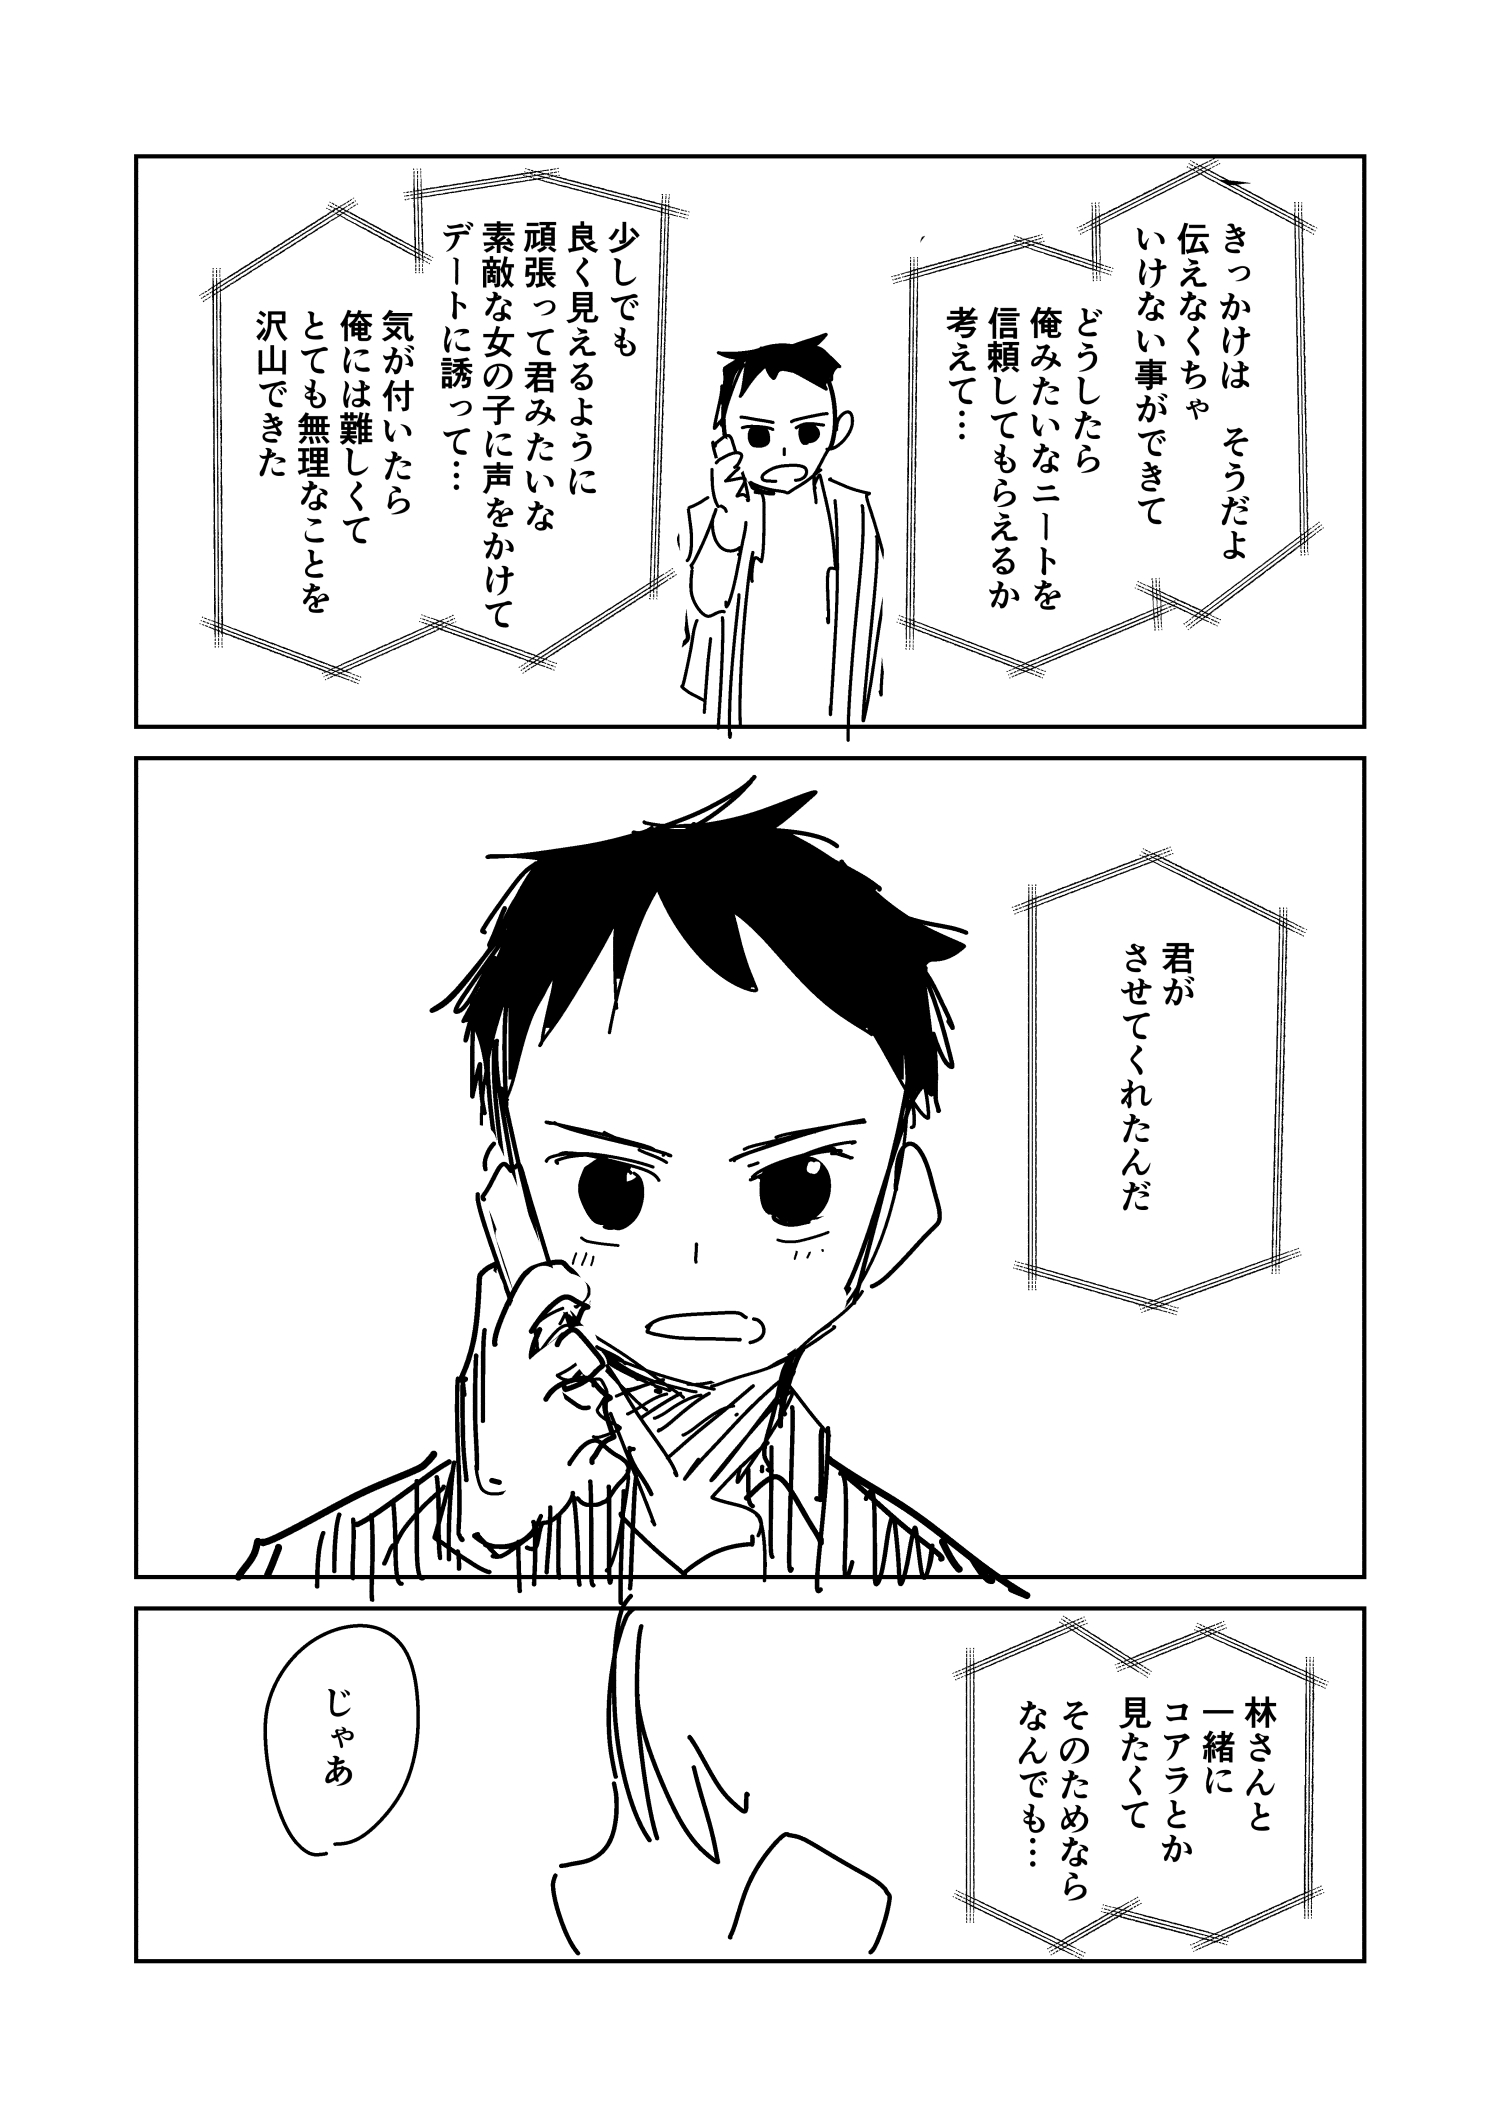 きっかけは　そうだよ
伝えなくちゃ
いけない事ができて
どうしたら
俺みたいなニートを
信頼してもらえるか
考えて…
少しでも
良く見えるように
頑張って君みたいな
素敵な女の子に声をかけて
デートに誘って…
気が付いたら
俺には難しくて
とても無理なことを
沢山できた
君が
させてくれたんだ
林さんと
一緒に
コアラとか
見たくて
そのためなら
なんでも…
じゃあ